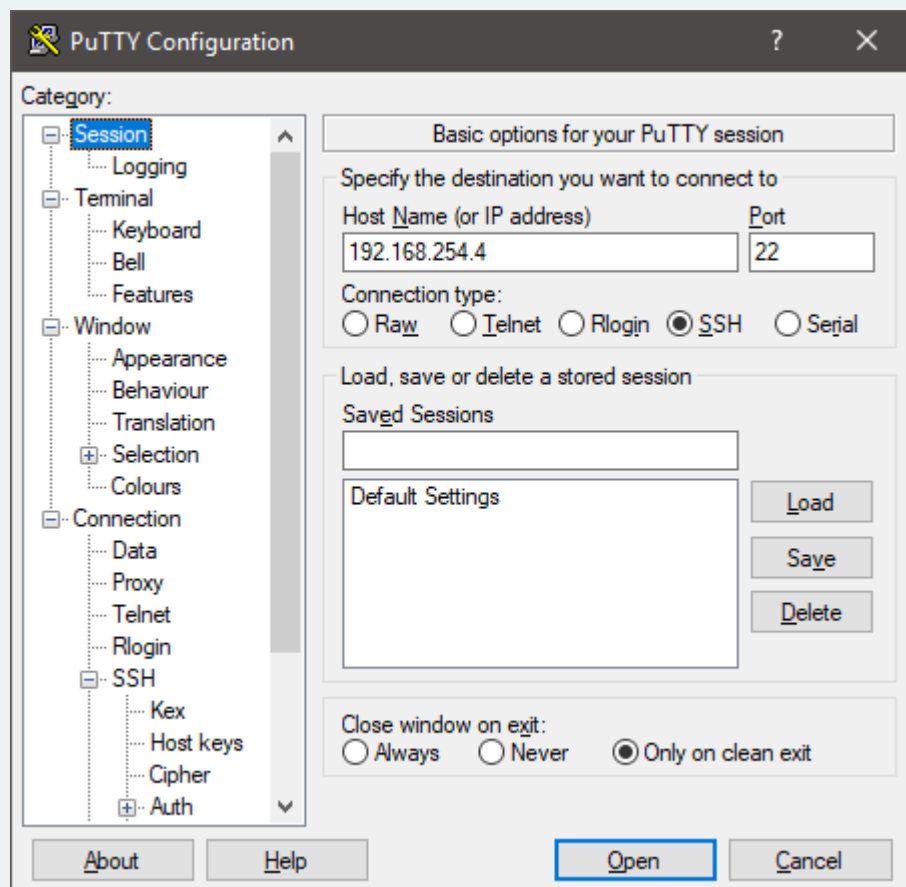 PuTTY Configuration
?
Category:
Session
Logging
Terminal
Keyboard
Bell
Features
Window
Appearance
Behaviour
Translation
Selection
Colours
Connection
Data
Proxy
Telnet
Rlogin
SSH
Kex
Host keys
Cipher
Auth
Basic options for your PuTTY session
Specify the destination you want to connect to
Host Name (or IP address) Port
192.168.254.4 22
Connection type:
Raw Telnet Rlogin SSH Serial
Load, save or delete a stored session
Saved Sessions
Default Settings
Load
Save
Delete
Close window on exit:
Always Never Only on clean exit
About Help Open Cancel